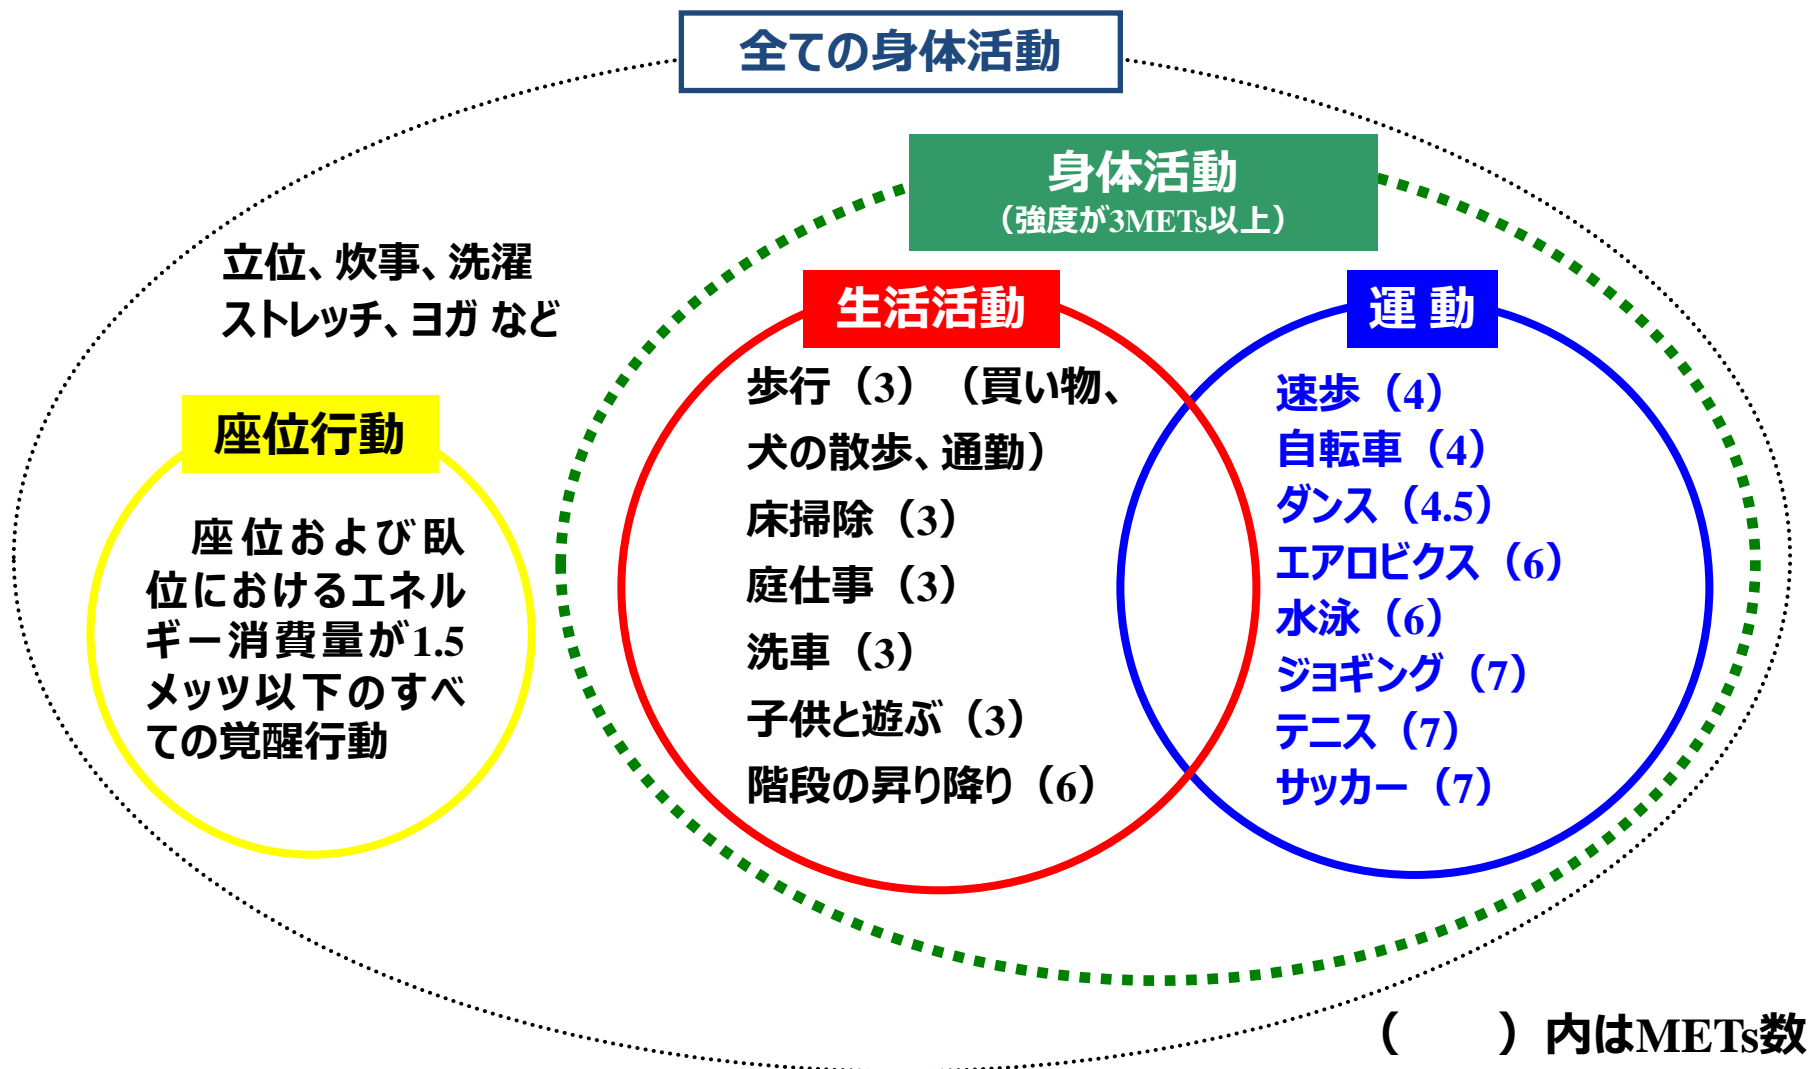 全ての身体活動
身体活動
（強度が3METs以上）
立位、炊事、洗濯
ストレッチ、ヨガ など
座位行動
座位および臥
位におけるエネル
ギー消費量が1.5
メッツ以下のすべ
ての覚醒行動
生活活動
歩行（3）（買い物、
犬の散歩、通勤）
床掃除（3）
庭仕事（3）
洗車（3）
子供と遊ぶ（3）
階段の昇り降り（6）
運 動
速歩（4）
自転車（4）
ダンス（4.5）
エアロビクス（6）
水泳（6）
ジョギング（7）
テニス（7）
サッカー（7）
（　　）内はMETs数